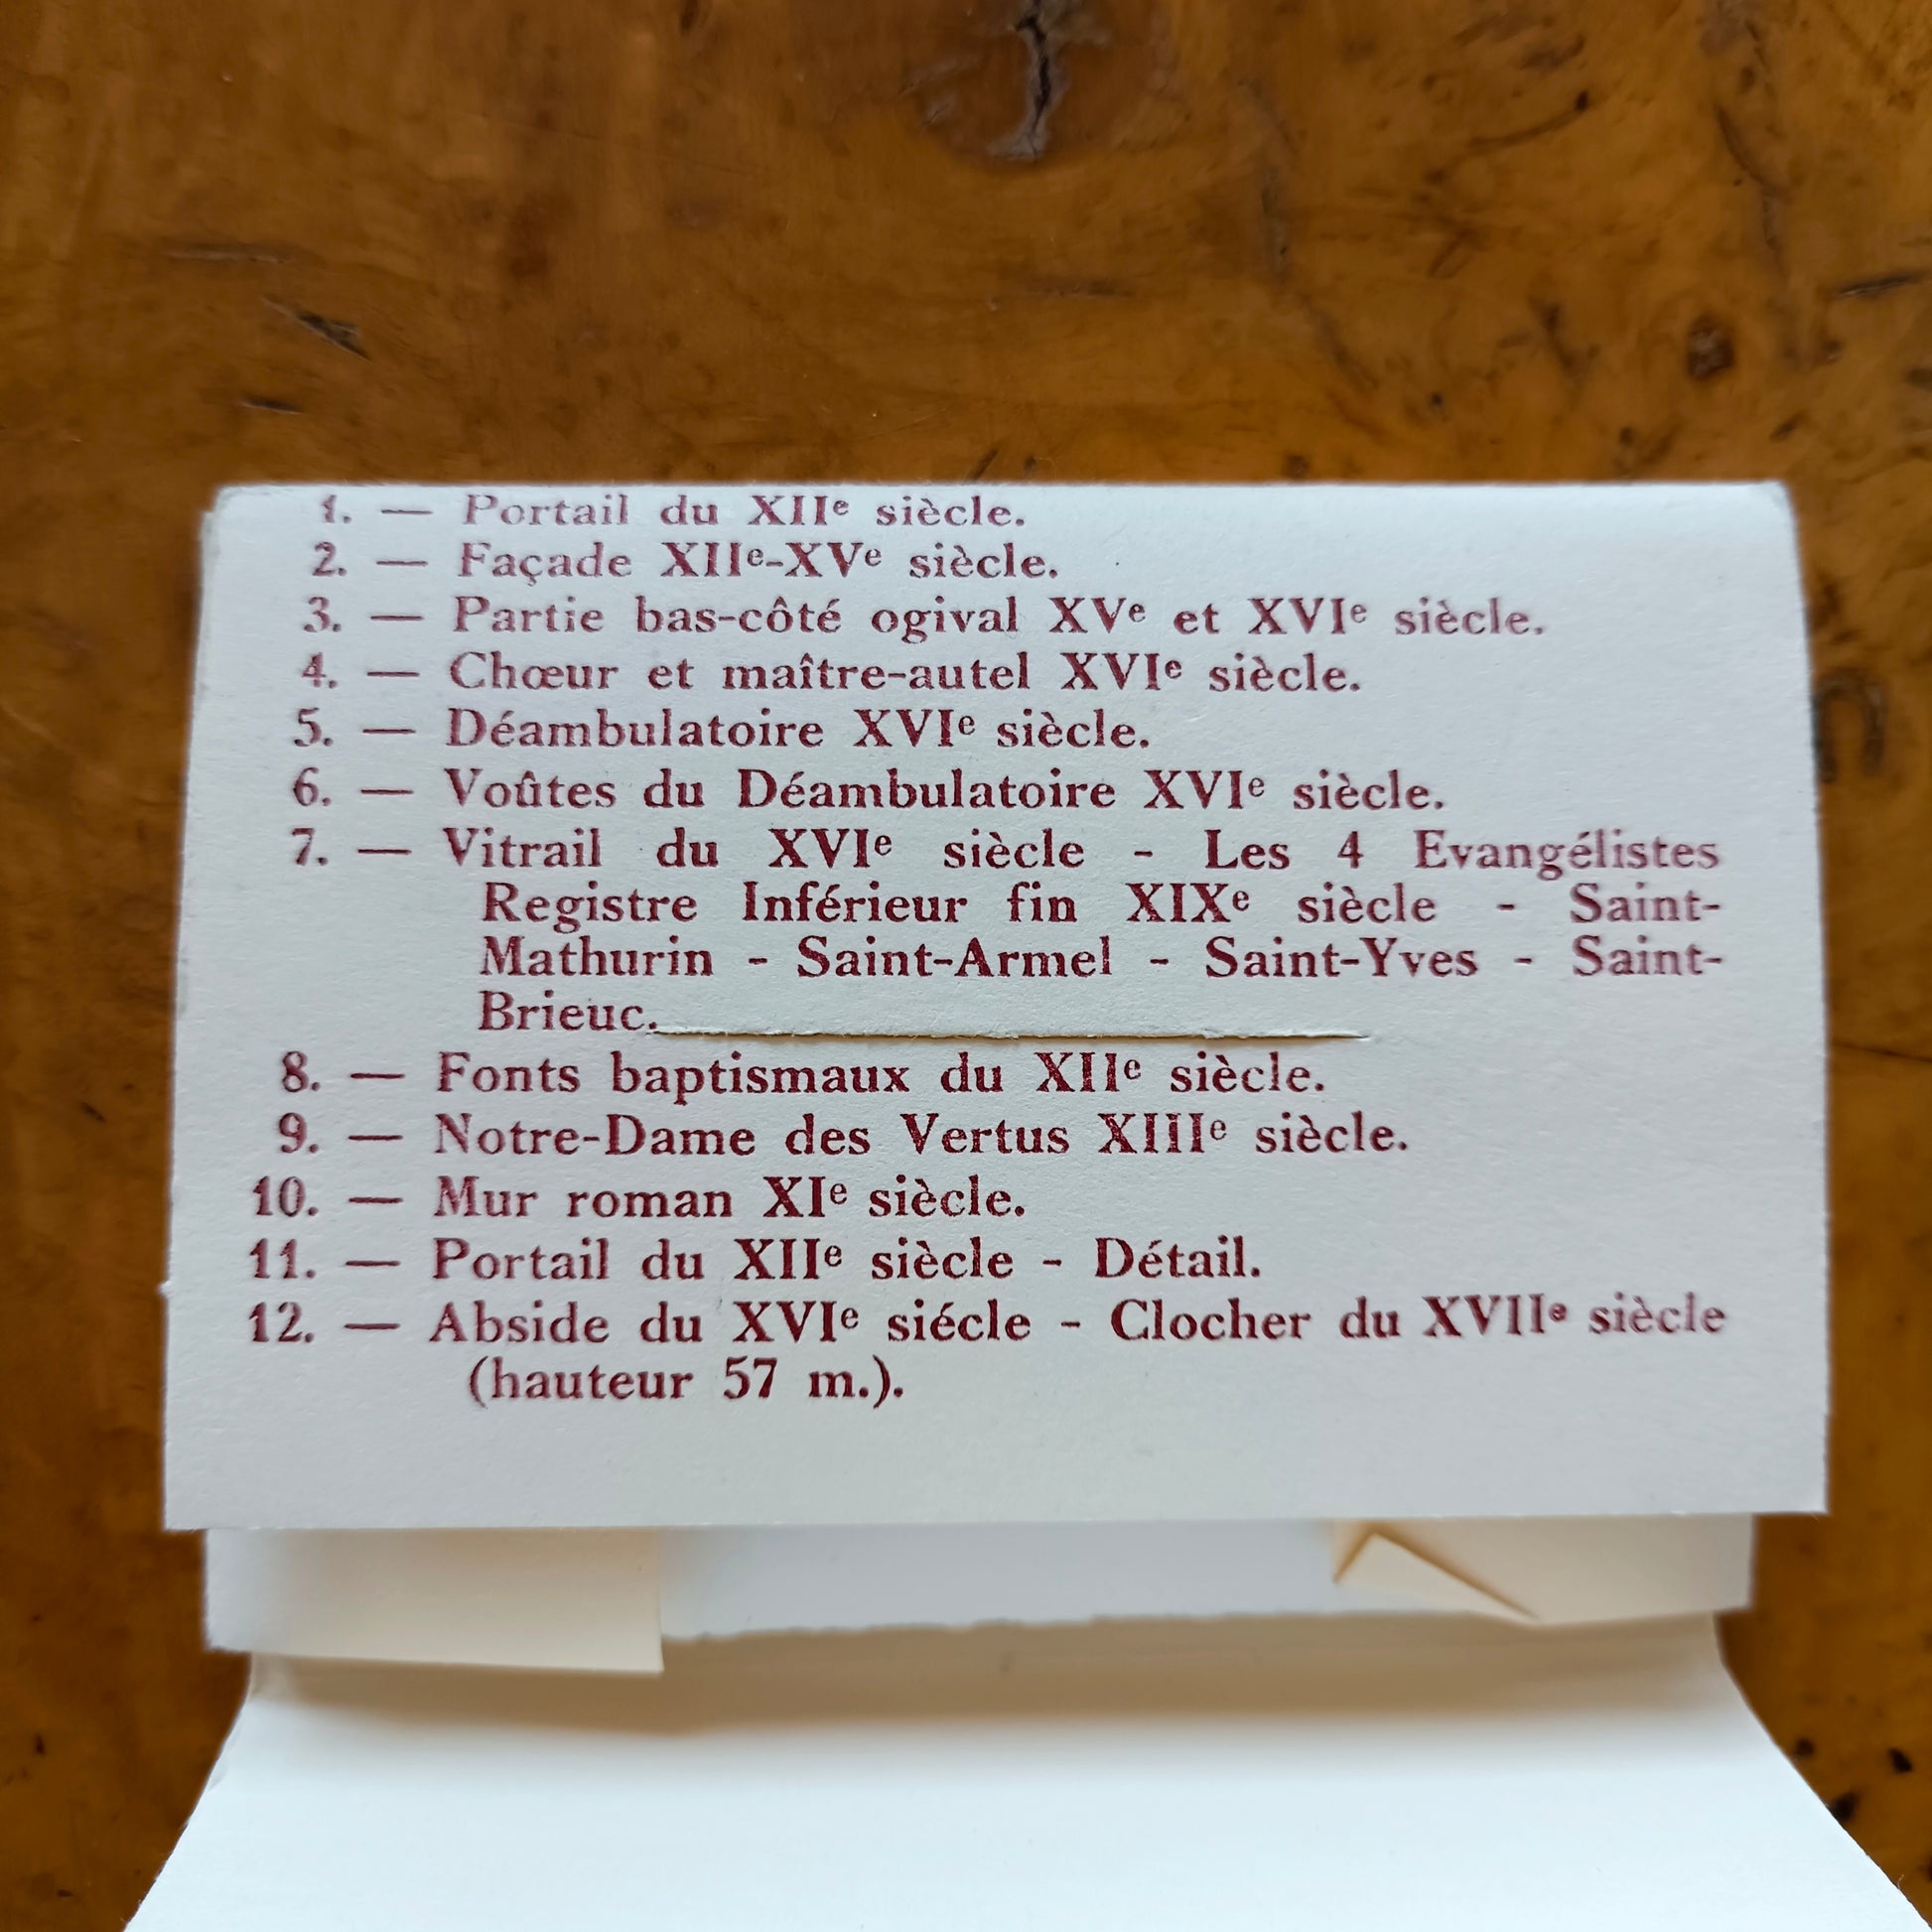 1. — Portail du XIIe siècle.
2. — Façade XIIe-XVe siècle.
3. — Partie bas-côté ogival XVe et XVIe siècle.
4. — Chœur et maître-autel XVIe siècle.
5. — Déambulatoire XVIe siècle.
6. — Voûtes du Déambulatoire XVIe siècle.
7. — Vitrail du XVIe siècle - Les 4 Evangélistes
Registre Inférieur fin XIXe siècle - Saint-
Mathurin - Saint-Armel - Saint-Yves - Saint-
Brieuc.
8. — Fonts baptismaux du XIIe siècle.
9. — Notre-Dame des Vertus XIIIe siècle.
10. — Mur roman XIe siècle.
11. — Portail du XIIe siècle - Détail.
12. — Abside du XVIe siécle - Clocher du XVIIe siècle
(hauteur 57 m.).